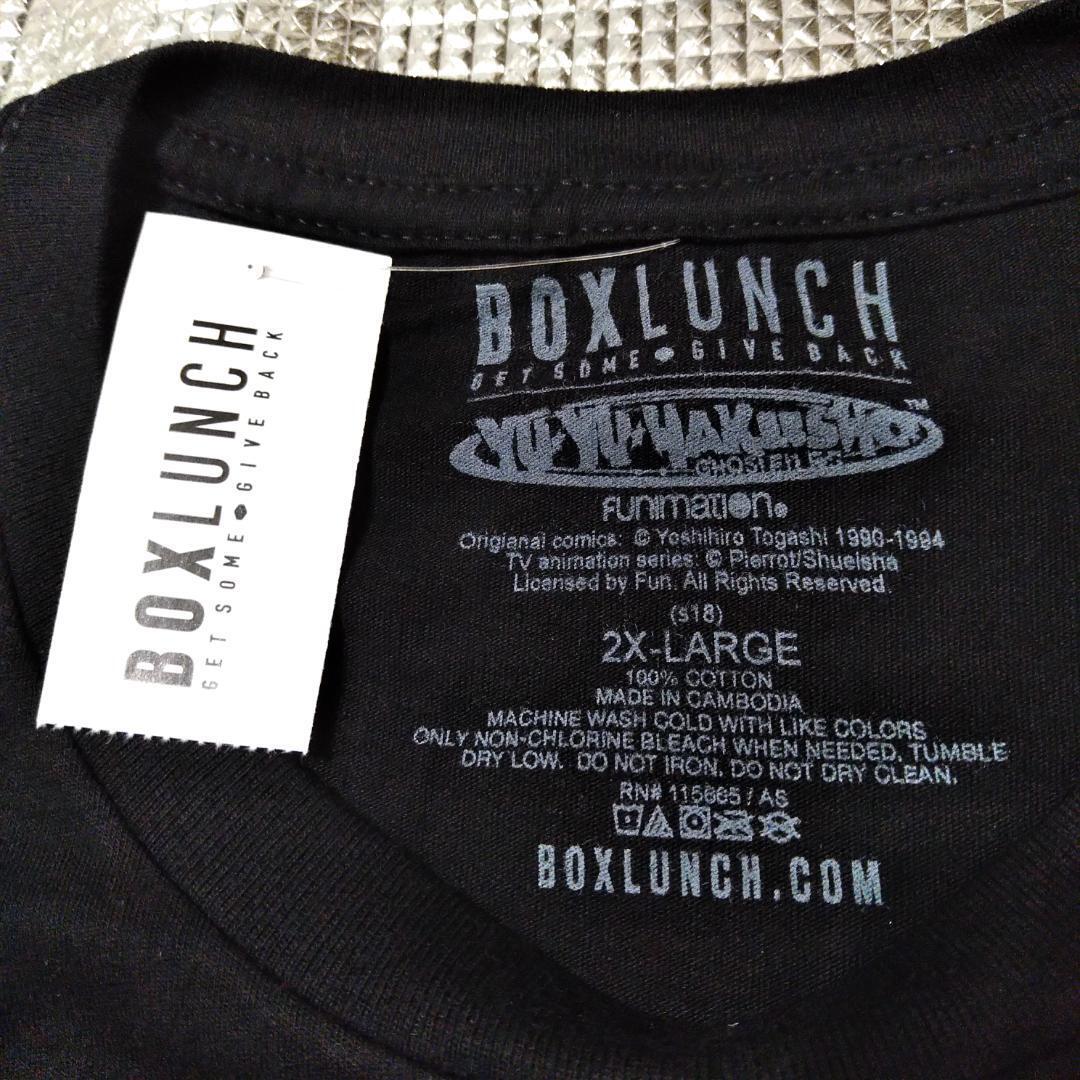 BOXLUNCH
GET SOME GIVE BACK
BOXLUNCH
GET SOME GIVE BACK
YU YU HAKUSHO™
GHOST FILES
FUNIMATION
Origianal comics: © Yoshihiro Togashi 1990-1994
TV animation series: © Pierrot/Shueisha
Licensed by Fun. All Rights Reserved.
(s18)
2X-LARGE
100% COTTON
MADE IN CAMBODIA
MACHINE WASH COLD WITH LIKE COLORS
ONLY NON-CHLORINE BLEACH WHEN NEEDED. TUMBLE
DRY LOW. DO NOT IRON. DO NOT DRY CLEAN.
RN# 115665 / AS
BOXLUNCH.COM